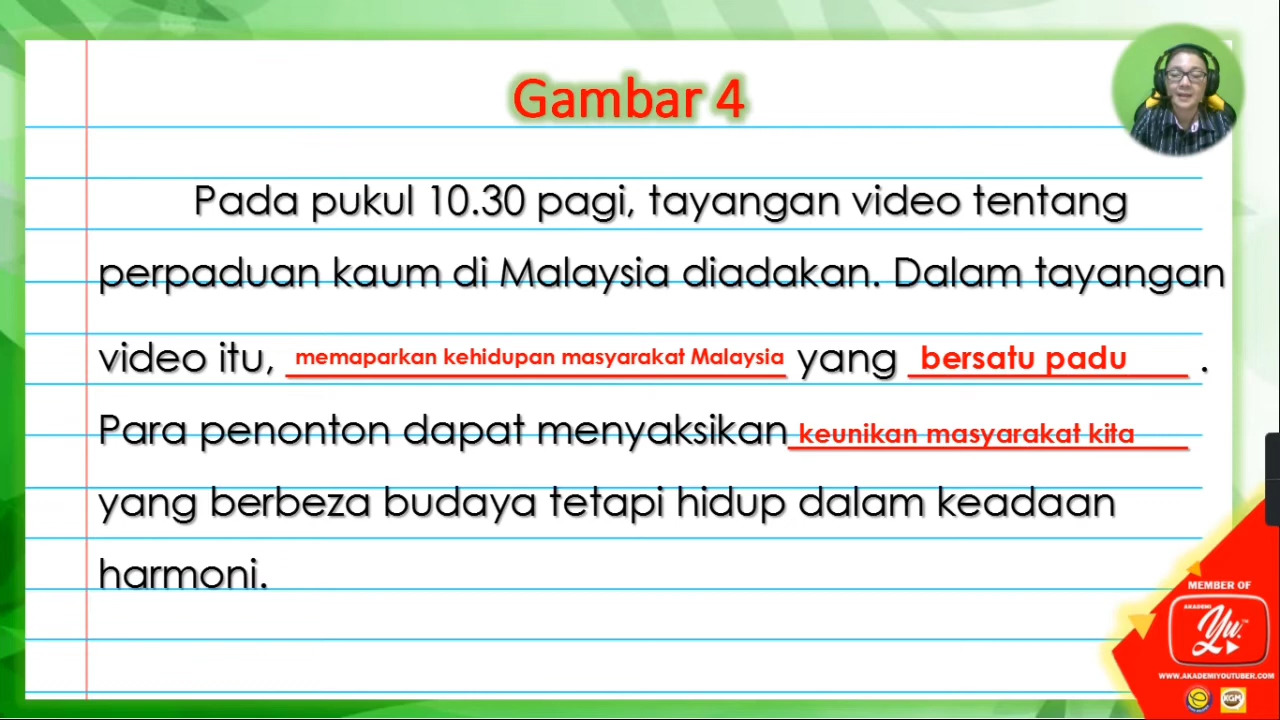 Gambar 4
Pada pukul 10.30 pagi, tayangan video tentang
perpaduan kaum di Malaysia diadakan. Dalam tayangan
video itu, memaparkan kehidupan masyarakat Malaysia yang bersatu padu .
Para penonton dapat menyaksikan keunikan masyarakat kita
yang berbeza budaya tetapi hidup dalam keadaan
harmoni.
MEMBER OF
AKADEMI
Yu.
WWW.AKADEMIYOUTUBER.COM
KGM